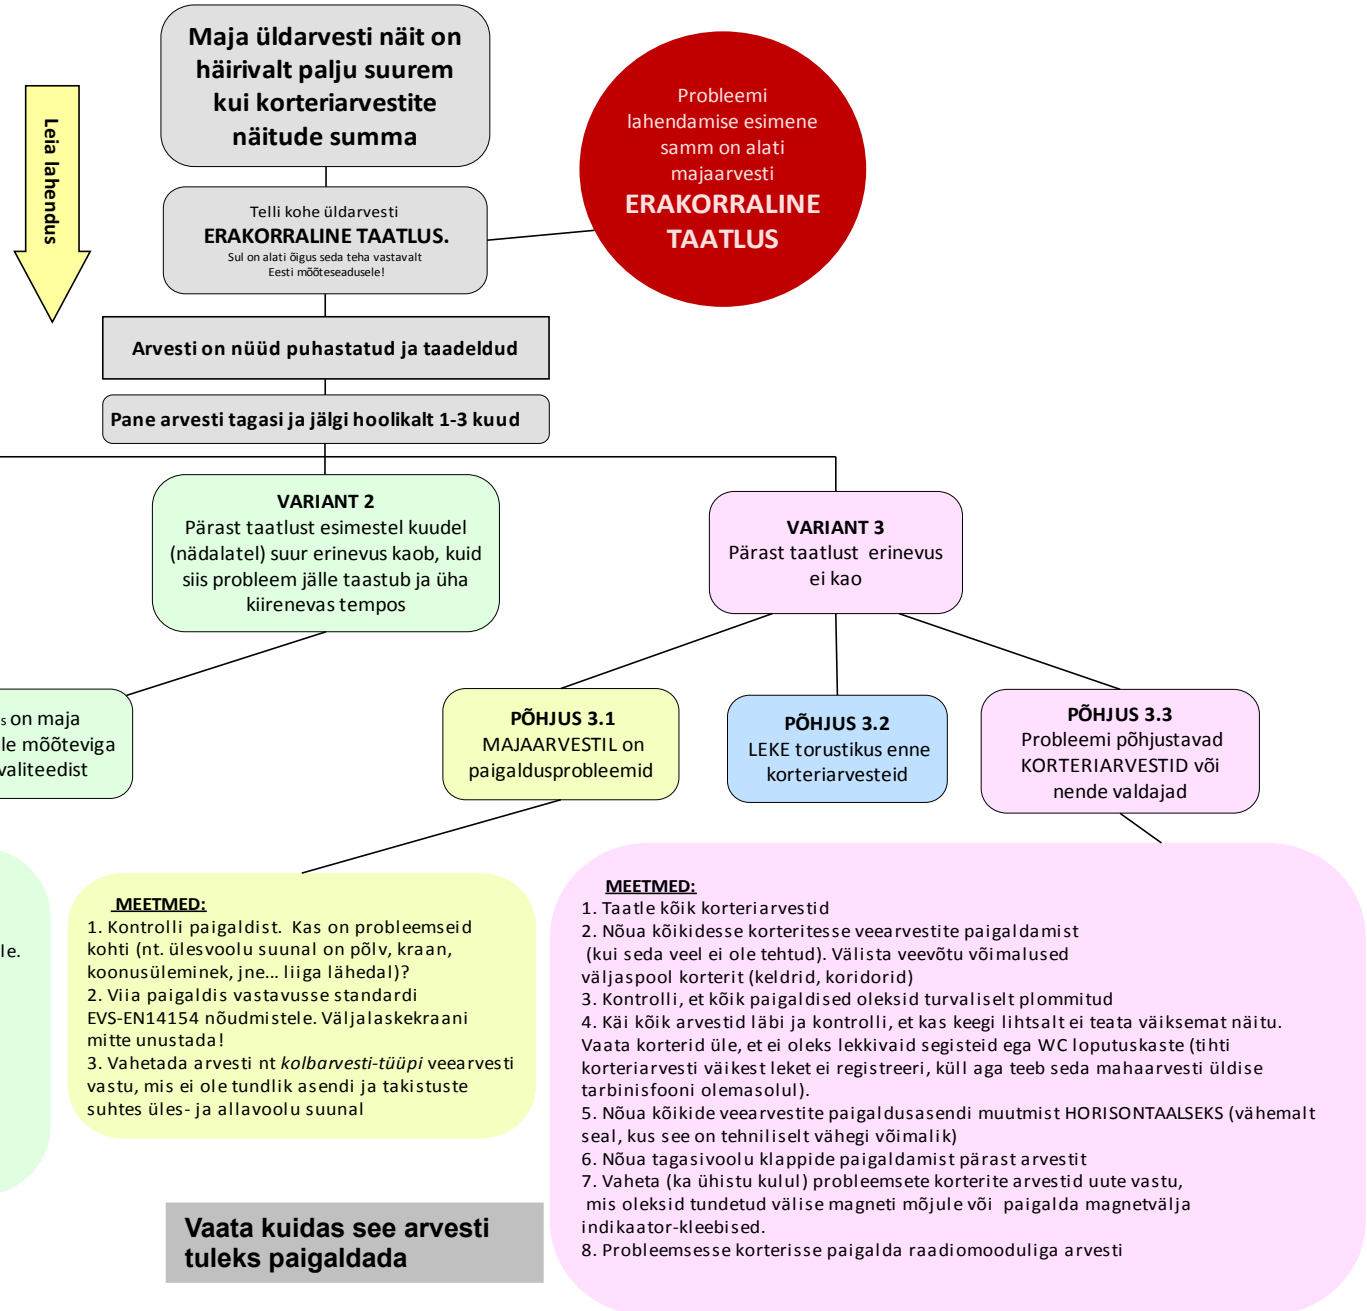 Maja üldarvesti näit on
häirivalt palju suurem
kui korteriarvestite
näitude summa
Probleemi
lahendamise esimene
samm on alati
majaarvesti
ERAKORRALINE
TAATLUS
Leia lahendus
Telli kohe üldarvesti
ERAKORRALINE TAATLUS.
Sul on alati õigus seda teha vastavalt
Eesti mõõteseadusele!
Arvesti on nüüd puhastatud ja taadeldud
Pane arvesti tagasi ja jälgi hoolikalt 1-3 kuud
VARIANT 2
Pärast taatlust esimestel kuudel
(nädalatel) suur erinevus kaob, kuid
siis probleem jälle taastub ja üha
kiirenevas tempos
VARIANT 3
Pärast taatlust erinevus
ei kao
s on maja
le mõõteviga
valiteedist
PÕHJUS 3.1
MAJAARVESTIL on
paigaldusprobleemid
PÕHJUS 3.2
LEKE torustikus enne
korteriarvesteid
PÕHJUS 3.3
Probleemi põhjustavad
KORTERIARVESTID või
nende valdajad
le.
MEETMED:
1. Kontrolli paigaldist. Kas on probleemseid
kohti (nt. ülesvoolu suunal on põlv, kraan,
koonusüleminek, jne... liiga lähedal)?
2. Viia paigaldis vastavusse standardi
EVS-EN14154 nõudmistele. Väljalaskekraani
mitte unustada!
3. Vahetada arvesti nt kolbarvesti-tüüpi veearvesti
vastu, mis ei ole tundlik asendi ja takistuste
suhtes üles- ja allavoolu suunal
MEETMED:
1. Taatle kõik korteriarvestid
2. Nõua kõikidesse korteritesse veearvestite paigaldamist
(kui seda veel ei ole tehtud). Välista veevõtu võimalused
väljaspool korterit (keldrid, koridorid)
3. Kontrolli, et kõik paigaldised oleksid turvaliselt plommitud
4. Käi kõik arvestid läbi ja kontrolli, et kas keegi lihtsalt ei teata väiksemat näitu.
Vaata korterid üle, et ei oleks lekkivaid segisteid ega WC loputuskaste (tihti
korteriarvesti väikest leket ei registreeri, küll aga teeb seda mahaarvesti üldise
tarbinisfooni olemasolul).
5. Nõua kõikide veearvestite paigaldusasendi muutmist HORISONTAALSEKS (vähemalt
seal, kus see on tehniliselt vähegi võimalik)
6. Nõua tagasivoolu klappide paigaldamist pärast arvestit
7. Vaheta (ka ühistu kulul) probleemsete korterite arvestid uute vastu,
mis oleksid tundetud välise magneti mõjule või paigalda magnetvälja
indikaator-kleebised.
8. Probleemsesse korterisse paigalda raadiomooduliga arvesti
Vaata kuidas see arvesti
tuleks paigaldada